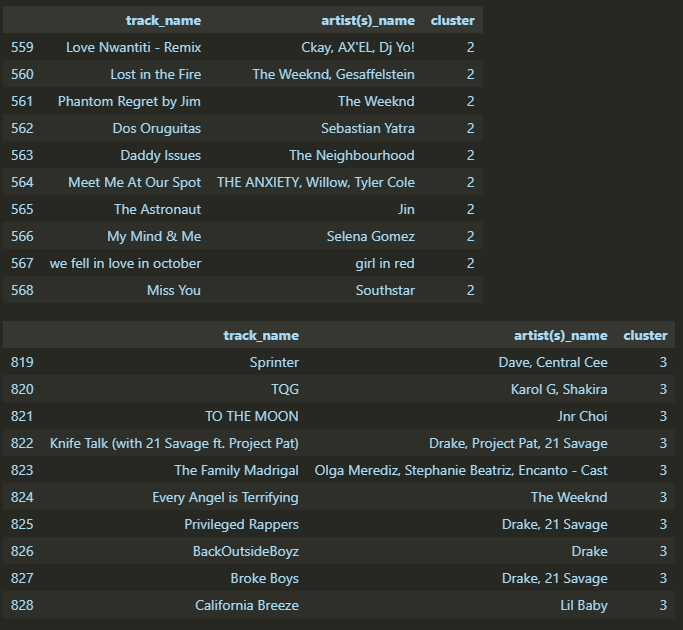 track_name artist(s)_name cluster
559 Love Nwantiti - Remix Ckay, AX'EL, Dj Yo! 2
560 Lost in the Fire The Weeknd, Gesaffelstein 2
561 Phantom Regret by Jim The Weeknd 2
562 Dos Oruguitas Sebastian Yatra 2
563 Daddy Issues The Neighbourhood 2
564 Meet Me At Our Spot THE ANXIETY, Willow, Tyler Cole 2
565 The Astronaut Jin 2
566 My Mind & Me Selena Gomez 2
567 we fell in love in october girl in red 2
568 Miss You Southstar 2
track_name artist(s)_name cluster
819 Sprinter Dave, Central Cee 3
820 TQG Karol G, Shakira 3
821 TO THE MOON Jnr Choi 3
822 Knife Talk (with 21 Savage ft. Project Pat) Drake, Project Pat, 21 Savage 3
823 The Family Madrigal Olga Merediz, Stephanie Beatriz, Encanto - Cast 3
824 Every Angel is Terrifying The Weeknd 3
825 Privileged Rappers Drake, 21 Savage 3
826 BackOutsideBoyz Drake 3
827 Broke Boys Drake, 21 Savage 3
828 California Breeze Lil Baby 3